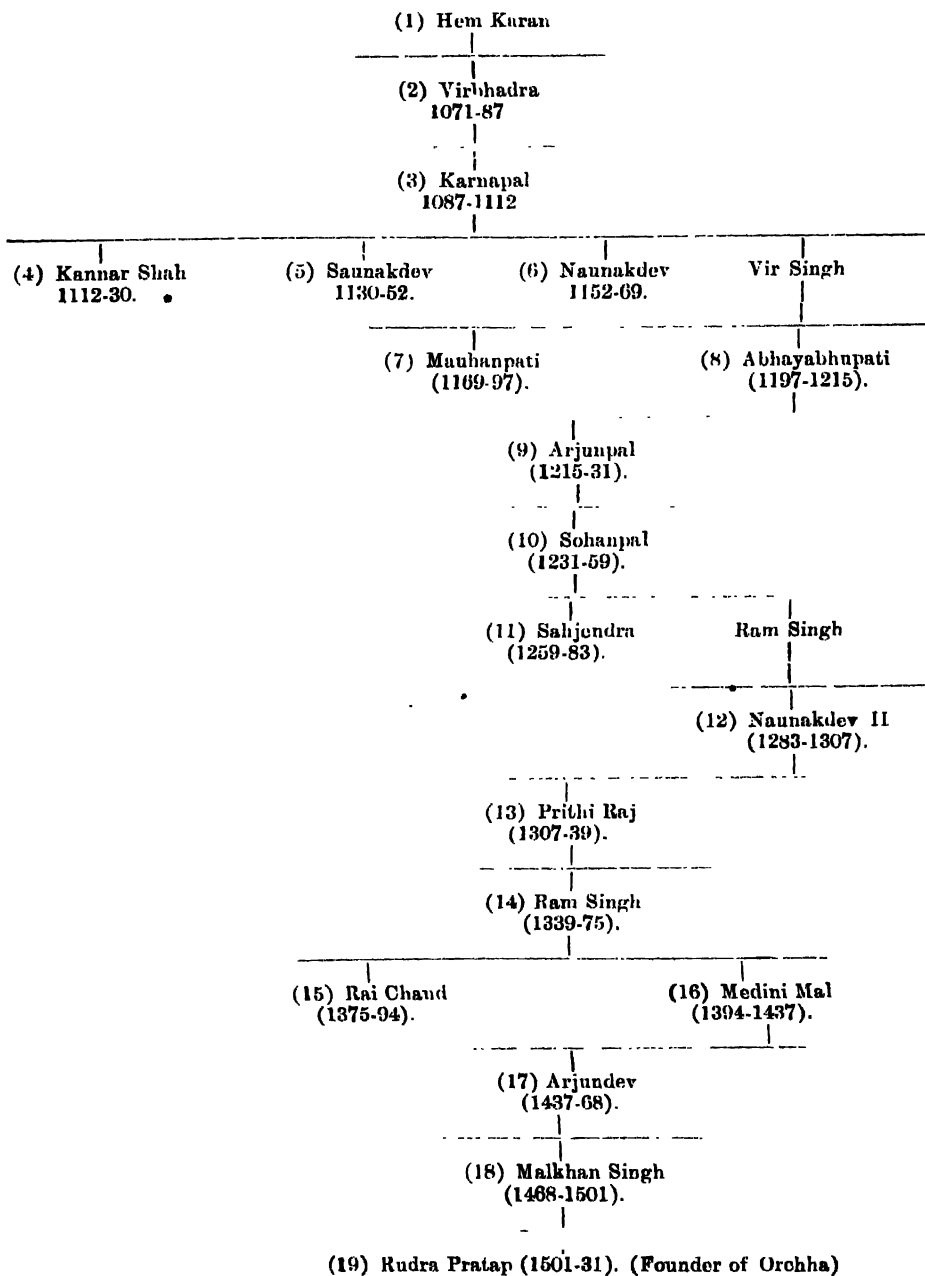 (1) Hem Karan
(2) Virbhadra
1071-87
(3) Karnapal
1087-1112
(4) Kannar Shah
1112-30.
(5) Saunakdev
1130-52.
(6) Naunakdev
1152-69.
Vir Singh
(7) Mauhanpati
(1169-97).
(8) Abhayabhupati
(1197-1215).
(9) Arjunpal
(1215-31).
(10) Sohanpal
(1231-59).
(11) Sahjendra
(1259-83).
Ram Singh
(12) Naunakdev II
(1283-1307).
(13) Prithi Raj
(1307-39).
(14) Ram Singh
(1339-75).
(15) Rai Chand
(1375-94).
(16) Medini Mal
(1394-1437).
(17) Arjundev
(1437-68).
(18) Malkhan Singh
(1468-1501).
(19) Rudra Pratap (1501-31). (Founder of Orchha)